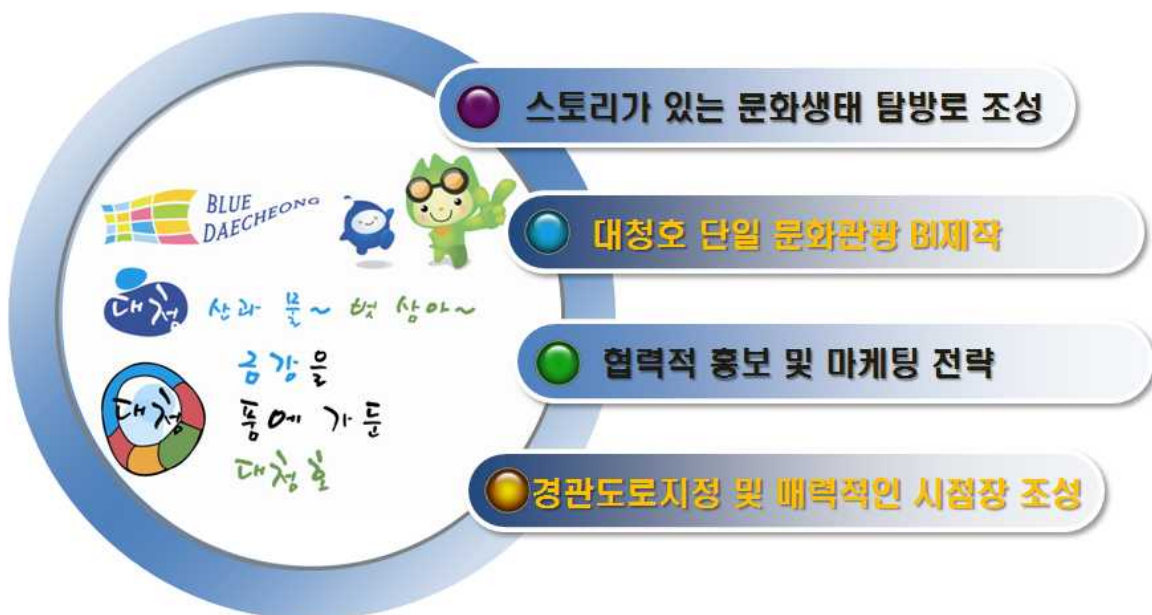 스토리가 있는 문화생태 탐방로 조성
BLUE
DAECHEONG
대청호 단일 문화관광 BI제작
대청 산과 물~ 벗 삼아~
협력적 홍보 및 마케팅 전략
금강을
대청 품에 가둔
대청호
경관도로지정 및 매력적인 시점장 조성